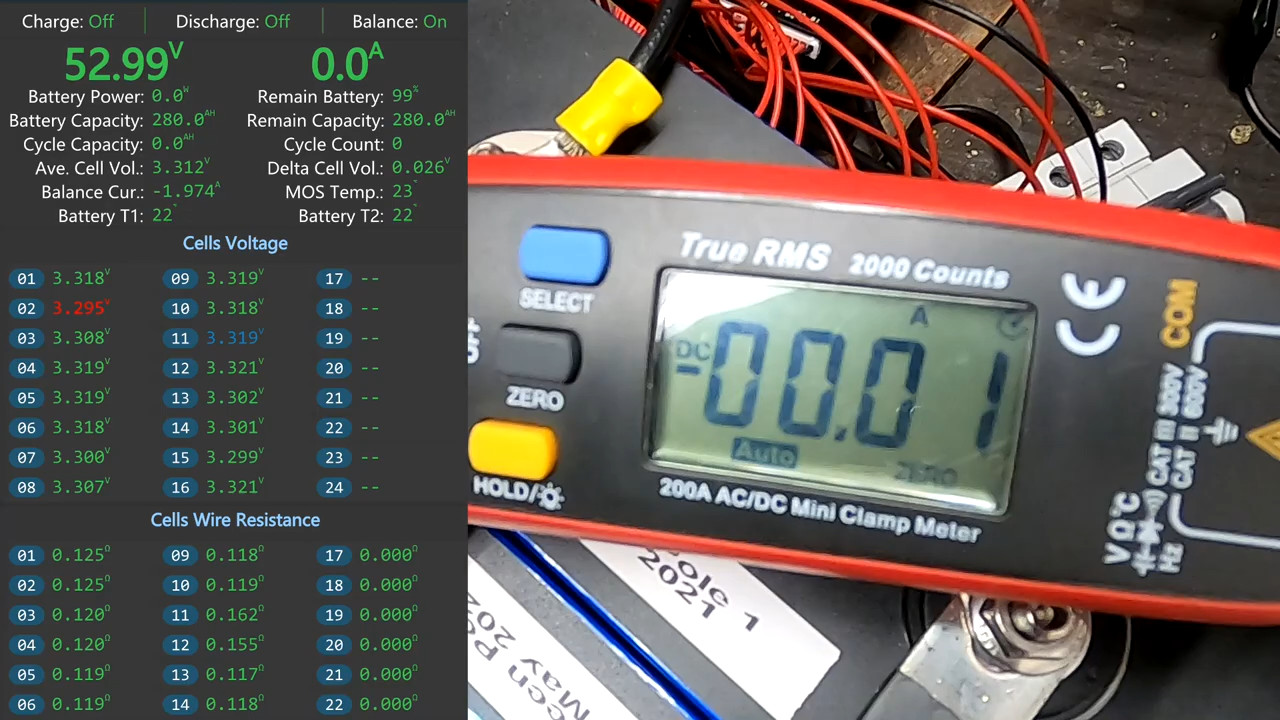 Charge: Off Discharge: Off Balance: On
52.99V 0.0A
Battery Power: 0.0W Remain Battery: 99%
Battery Capacity: 280.0AH Remain Capacity: 280.0AH
Cycle Capacity: 0.0AH Cycle Count: 0
Ave. Cell Vol.: 3.312V Delta Cell Vol.: 0.026V
Balance Cur.: -1.974A MOS Temp.: 23
Battery T1: 22 Battery T2: 22
Cells Voltage
01 3.318V 09 3.319V 17 --
02 3.295V 10 3.318V 18 --
03 3.308V 11 3.319V 19 --
04 3.319V 12 3.321V 20 --
05 3.319V 13 3.302V 21 --
06 3.318V 14 3.301V 22 --
07 3.300V 15 3.299V 23 --
08 3.307V 16 3.321V 24 --
Cells Wire Resistance
01 0.125Ω 09 0.118Ω 17 0.000Ω
02 0.125Ω 10 0.119Ω 18 0.000Ω
03 0.120Ω 11 0.162Ω 19 0.000Ω
04 0.120Ω 12 0.155Ω 20 0.000Ω
05 0.119Ω 13 0.117Ω 21 0.000Ω
06 0.119Ω 14 0.118Ω 22 0.000Ω
True RMS 2000 Counts
SELECT
ZERO
HOLD/
A
DC
-00.01
Auto
ZERO
200A AC/DC Mini Clamp Meter
CE
COM
CAT III 300V
CAT II 600V
V Ω °C
Hz
ole 1
2021
een Po
May 202